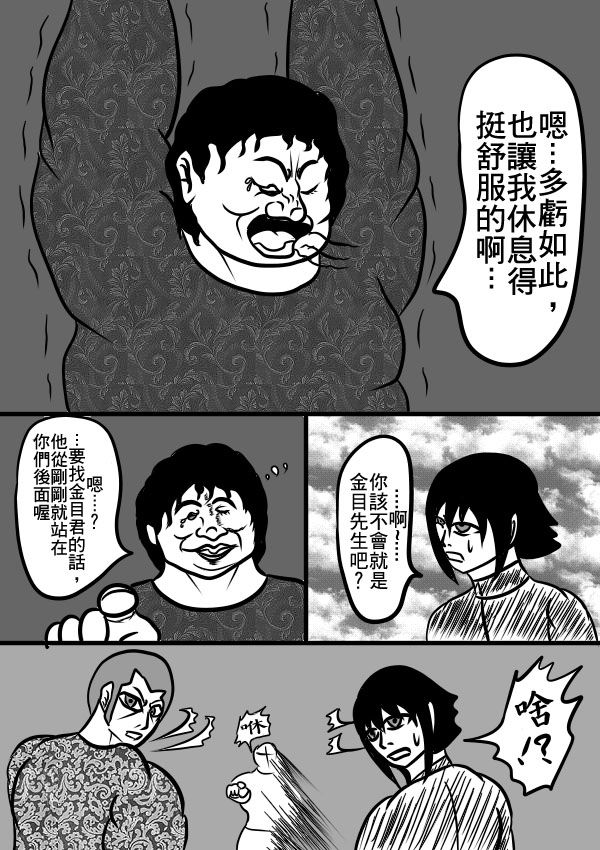 嗯…多虧如此，
也讓我休息得
挺舒服的啊…
…啊~……
你該不會就是
金目先生吧？
嗯……？
…要找金目君的話，
他從剛剛就站在
你們後面喔
啥!?
咻